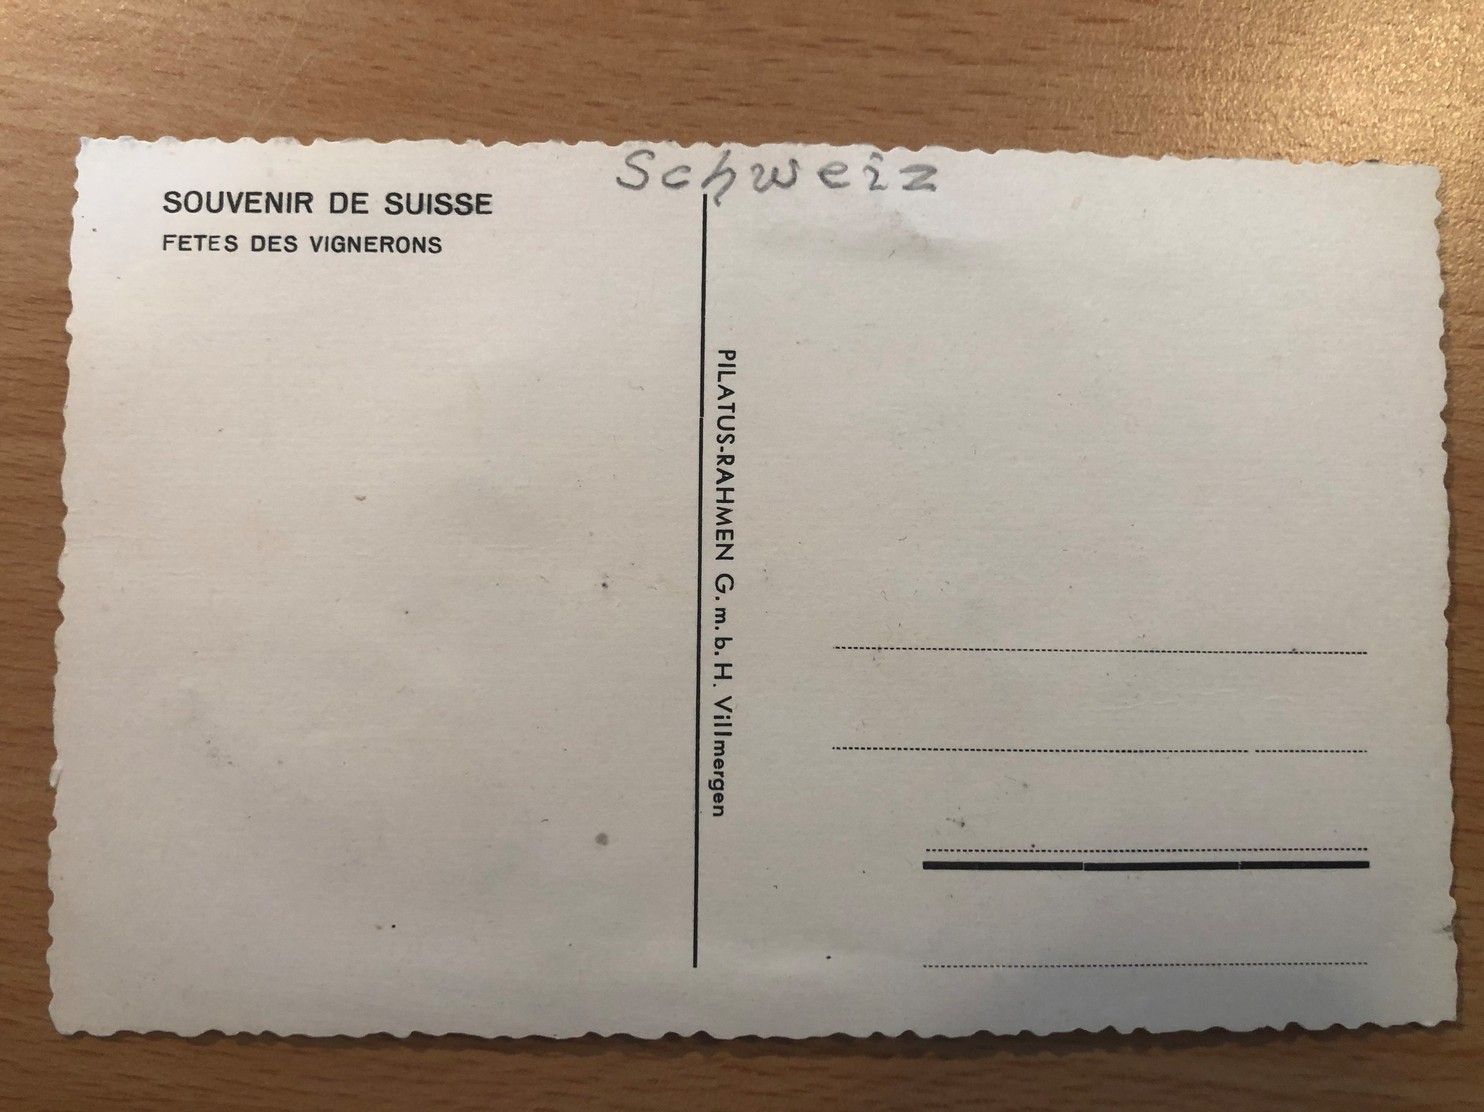 Schweiz
SOUVENIR DE SUISSE
FETES DES VIGNERONS
PILATUS-RAHMEN G. m. b. H. Villmergen